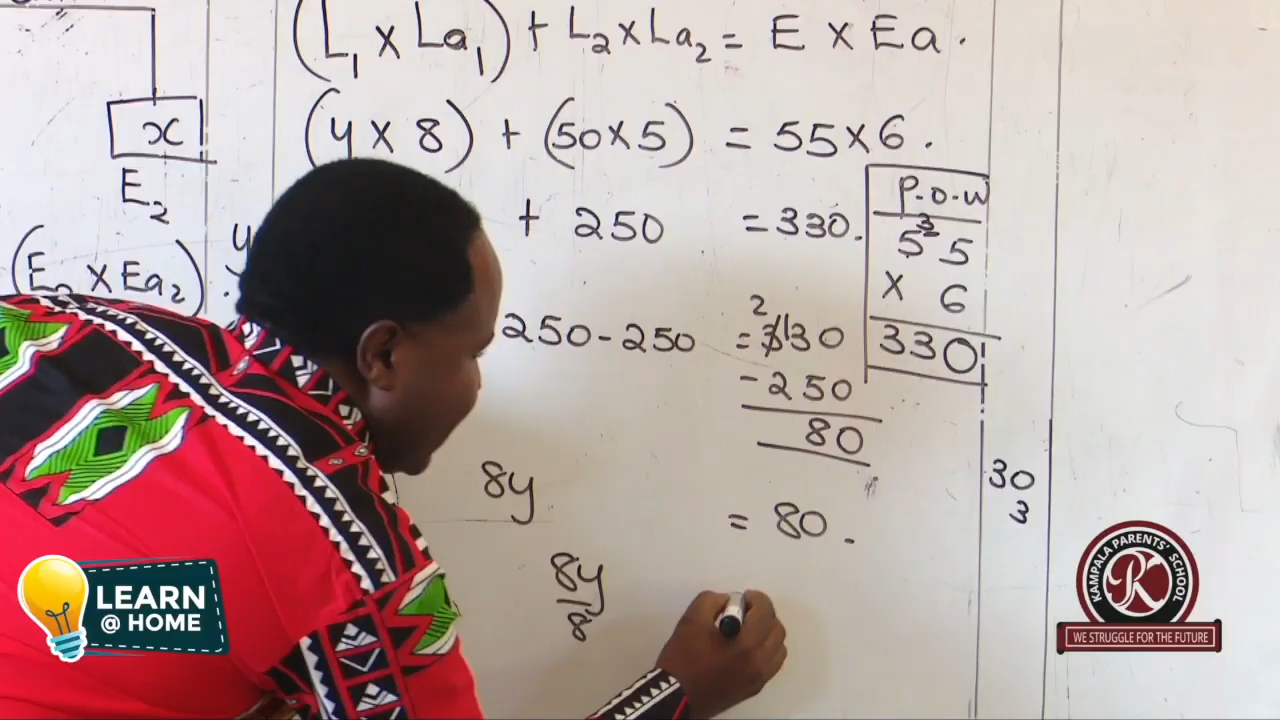 (L₁ × La₁) + L₂ × La₂ = E × Ea.
(y × 8) + (50 × 5) = 55 × 6.
+ 250 = 330.
250 - 250 = 330
- 250
80
8y = 80.
8y
8
P.O.W
55
× 6
330
30
3
x
E₂
(E₂ × Ea₂)
y
LEARN
@ HOME
KAMPALA PARENTS' SCHOOL
K
WE STRUGGLE FOR THE FUTURE